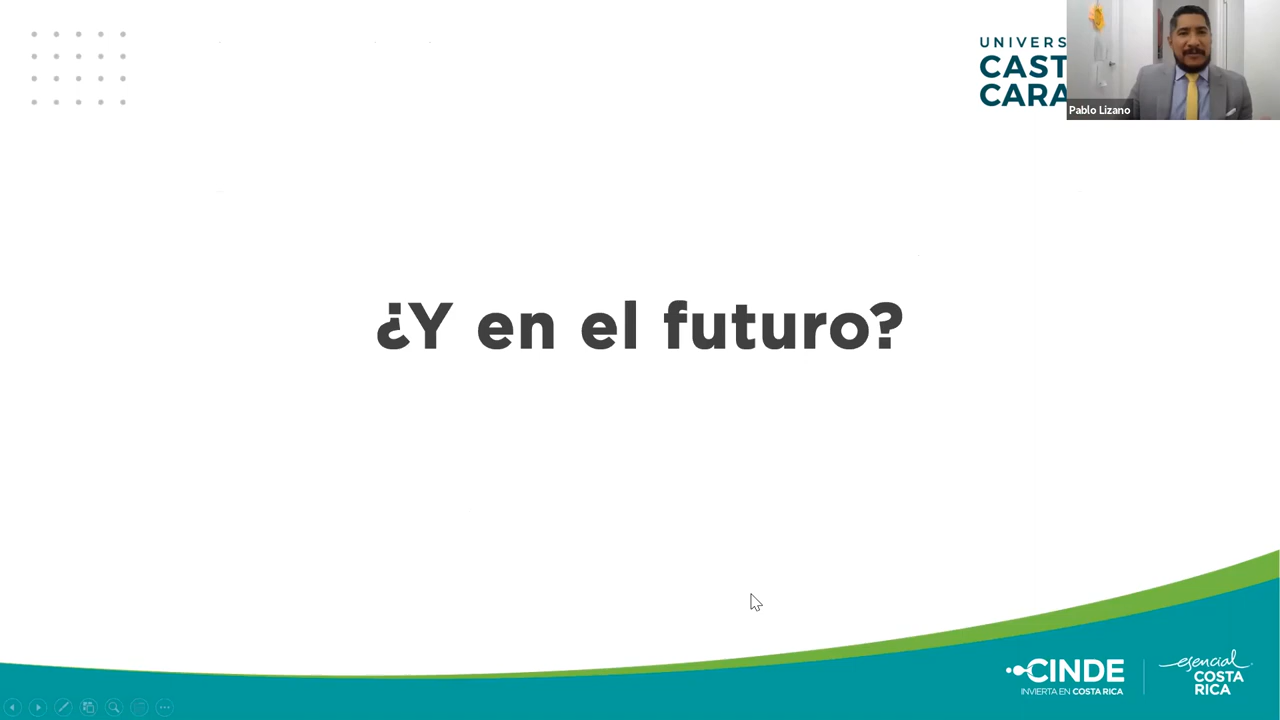 UNIVERS
CAST
CARA
Pablo Lizano
¿Y en el futuro?
CINDE
INVIERTA EN COSTA RICA
esencial
COSTA
RICA